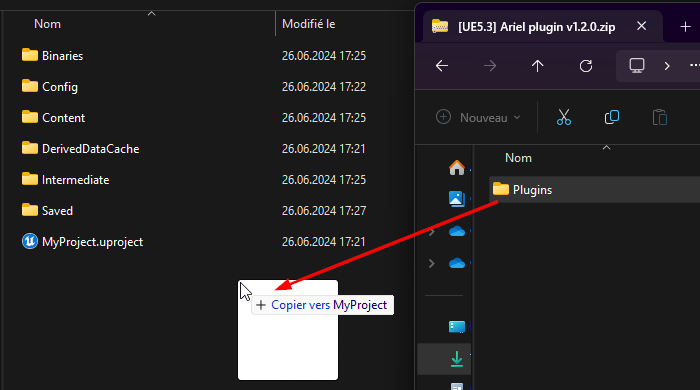 Nom Modifié le
Binaries 26.06.2024 17:25
Config 26.06.2024 17:22
Content 26.06.2024 17:25
DerivedDataCache 26.06.2024 17:21
Intermediate 26.06.2024 17:25
Saved 26.06.2024 17:27
MyProject.uproject 26.06.2024 17:21
+ Copier vers MyProject
[UE5.3] Ariel plugin v1.2.0.zip
Nouveau
Nom
Plugins